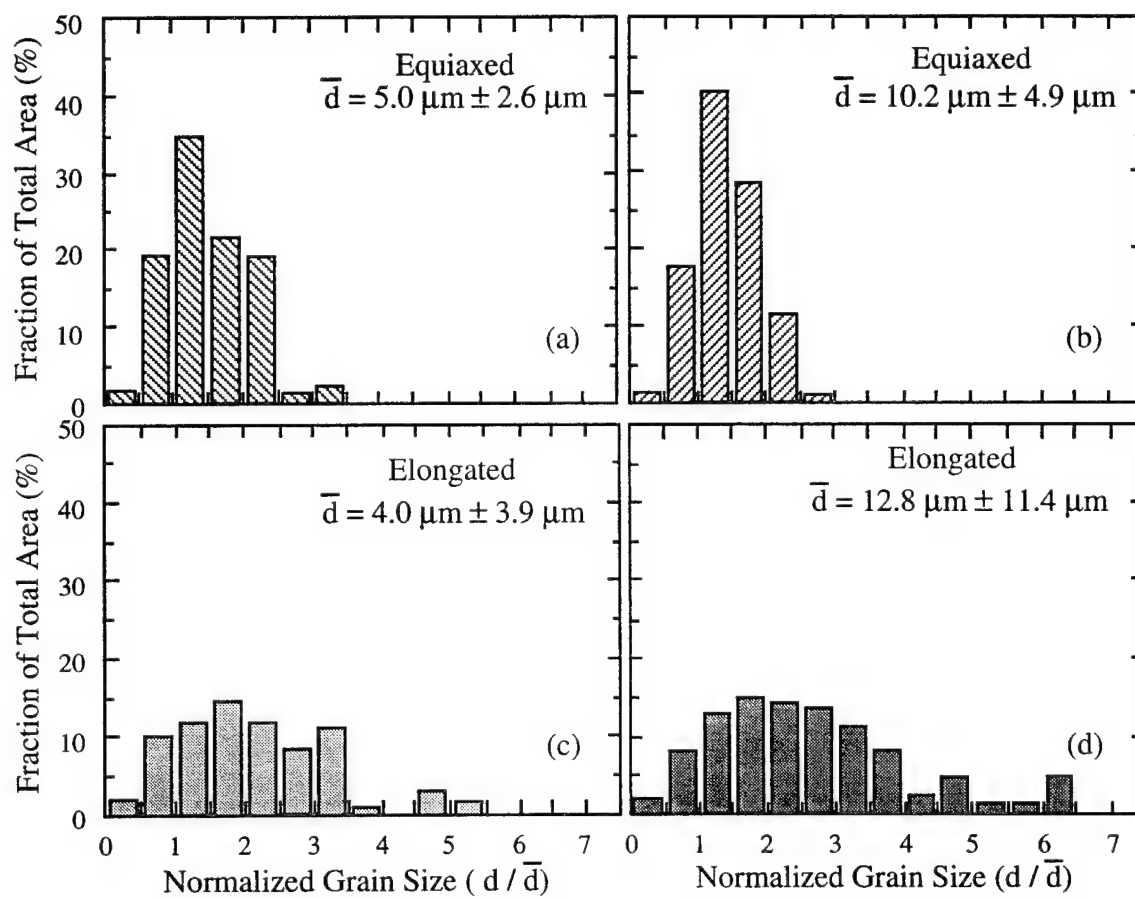 Fraction of Total Area (%)
50
40
30
20
10
0
Equiaxed
d̅ = 5.0 μm ± 2.6 μm
(a)
Equiaxed
d̅ = 10.2 μm ± 4.9 μm
(b)
Fraction of Total Area (%)
50
40
30
20
10
0
Elongated
d̅ = 4.0 μm ± 3.9 μm
(c)
Elongated
d̅ = 12.8 μm ± 11.4 μm
(d)
0 1 2 3 4 5 6 7
0 1 2 3 4 5 6 7
Normalized Grain Size ( d / d̅)
Normalized Grain Size (d / d̅)